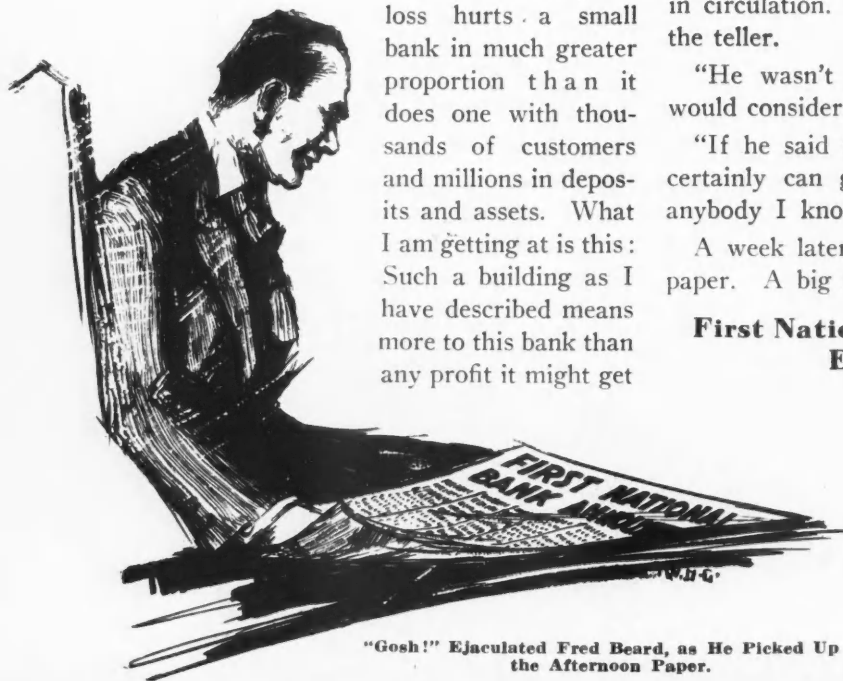 loss hurts a small
bank in much greater
proportion than it
does one with thou-
sands of customers
and millions in depos-
its and assets. What
I am getting at is this:
Such a building as I
have described means
more to this bank than
any profit it might get
in circulation.
the teller.
"He wasn't
would consider
"If he said
certainly can
anybody I kno
A week later
paper. A big
First Natio
E
FIRST NATIONAL
BANK ANNOU
W.D.G.
"Gosh!" Ejaculated Fred Beard, as He Picked Up
the Afternoon Paper.